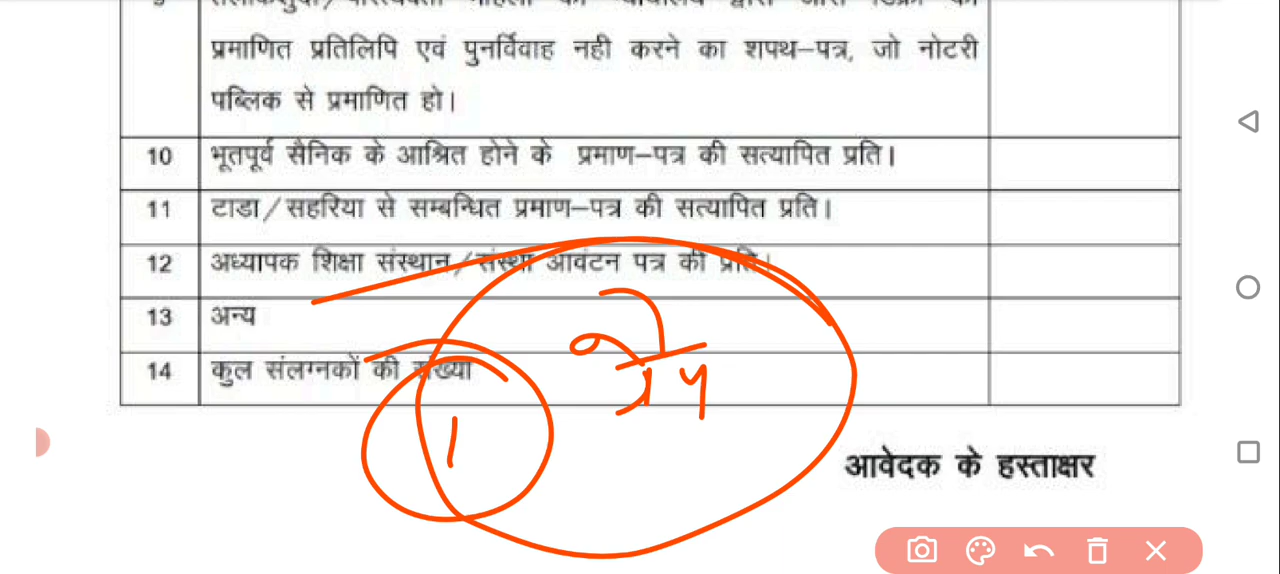 प्रमाणित प्रतिलिपि एवं पुनर्विवाह नही करने का शपथ–पत्र, जो नोटरी
पब्लिक से प्रमाणित हो।
10 भूतपूर्व सैनिक के आश्रित होने के प्रमाण–पत्र की सत्यापित प्रति।
11 टाडा/सहरिया से सम्बन्धित प्रमाण–पत्र की सत्यापित प्रति।
12 अध्यापक शिक्षा संस्थान/संस्था आवंटन पत्र की प्रति।
13 अन्य
14 कुल संलग्नकों की संख्या
1
आवेदक के हस्ताक्षर